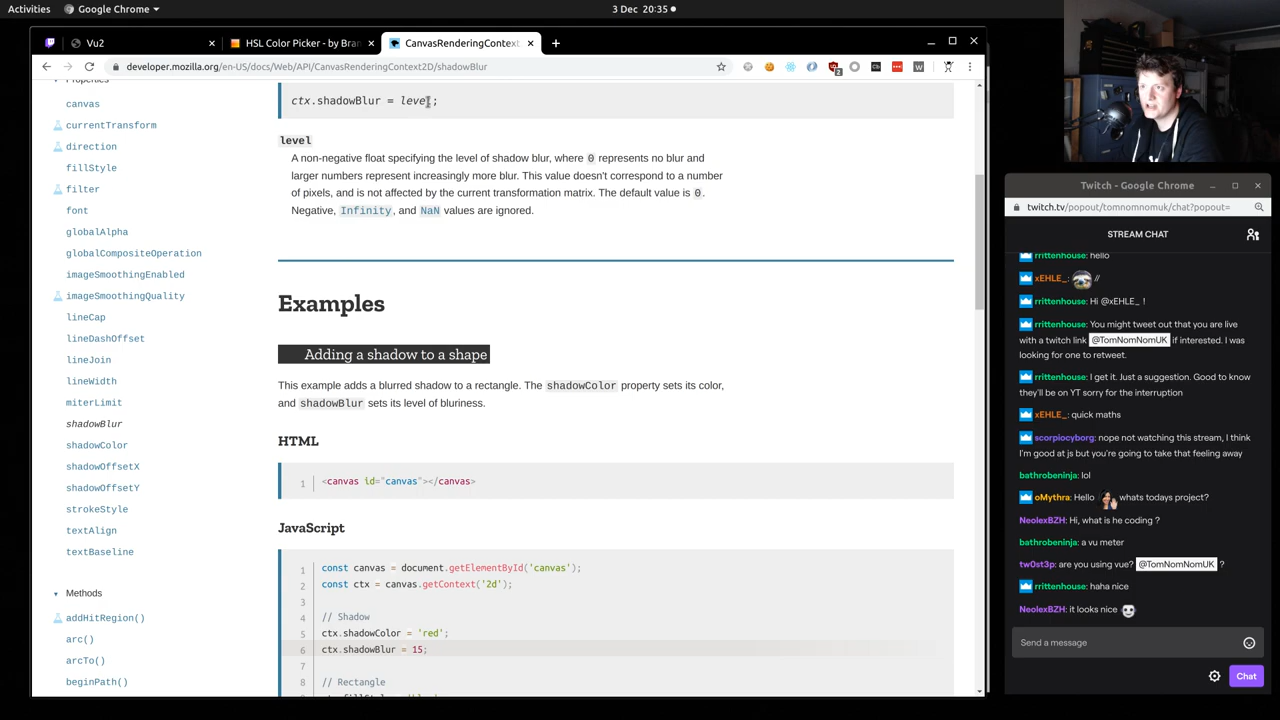 Activities
Google Chrome
3 Dec 20:35
Vu2
HSL Color Picker - by Bran
CanvasRenderingContext
developer.mozilla.org/en-US/docs/Web/API/CanvasRenderingContext2D/shadowBlur
Properties
canvas
currentTransform
direction
fillStyle
filter
font
globalAlpha
globalCompositeOperation
imageSmoothingEnabled
imageSmoothingQuality
lineCap
lineDashOffset
lineJoin
lineWidth
miterLimit
shadowBlur
shadowColor
shadowOffsetX
shadowOffsetY
strokeStyle
textAlign
textBaseline
Methods
addHitRegion()
arc()
arcTo()
beginPath()
ctx.shadowBlur = level;
level
A non-negative float specifying the level of shadow blur, where 0 represents no blur and
larger numbers represent increasingly more blur. This value doesn't correspond to a number
of pixels, and is not affected by the current transformation matrix. The default value is 0.
Negative, Infinity, and NaN values are ignored.
Examples
Adding a shadow to a shape
This example adds a blurred shadow to a rectangle. The shadowColor property sets its color,
and shadowBlur sets its level of bluriness.
HTML
1 <canvas id="canvas"></canvas>
JavaScript
1 const canvas = document.getElementById('canvas');
2 const ctx = canvas.getContext('2d');
3
4 // Shadow
5 ctx.shadowColor = 'red';
6 ctx.shadowBlur = 15;
7
8 // Rectangle
Twitch - Google Chrome
twitch.tv/popout/tomnomnomuk/chat?popout=
STREAM CHAT
rrittenhouse: hello
xEHLE_: //
rrittenhouse: Hi @xEHLE_ !
rrittenhouse: You might tweet out that you are live
with a twitch link @TomNomNomUK if interested. I was
looking for one to retweet.
rrittenhouse: I get it. Just a suggestion. Good to know
they'll be on YT sorry for the interruption
xEHLE_: quick maths
scorpiocyborg: nope not watching this stream, I think
I'm good at js but you're going to take that feeling away
bathrobeninja: lol
oMythra: Hello whats todays project?
NeolexBZH: Hi, what is he coding ?
bathrobeninja: a vu meter
tw0st3p: are you using vue? @TomNomNomUK ?
rrittenhouse: haha nice
NeolexBZH: it looks nice
Send a message
Chat